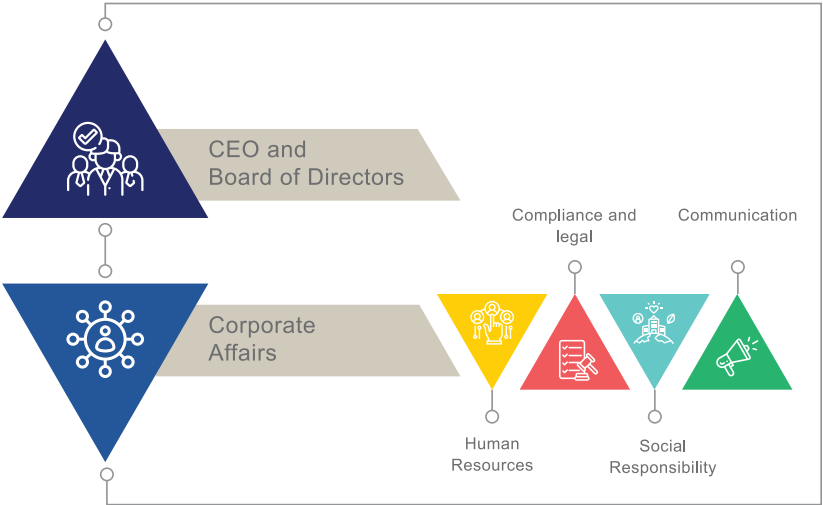 CEO and
Board of Directors
Compliance and
legal
Communication
Corporate
Affairs
Human
Resources
Social
Responsibility